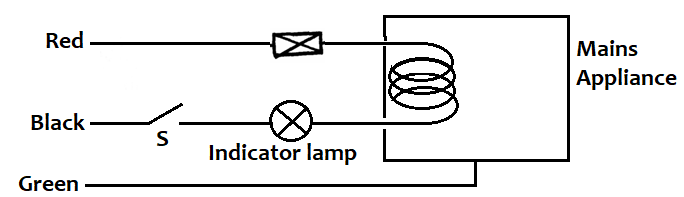 Red
Mains
Appliance
Black
S
Indicator lamp
Green